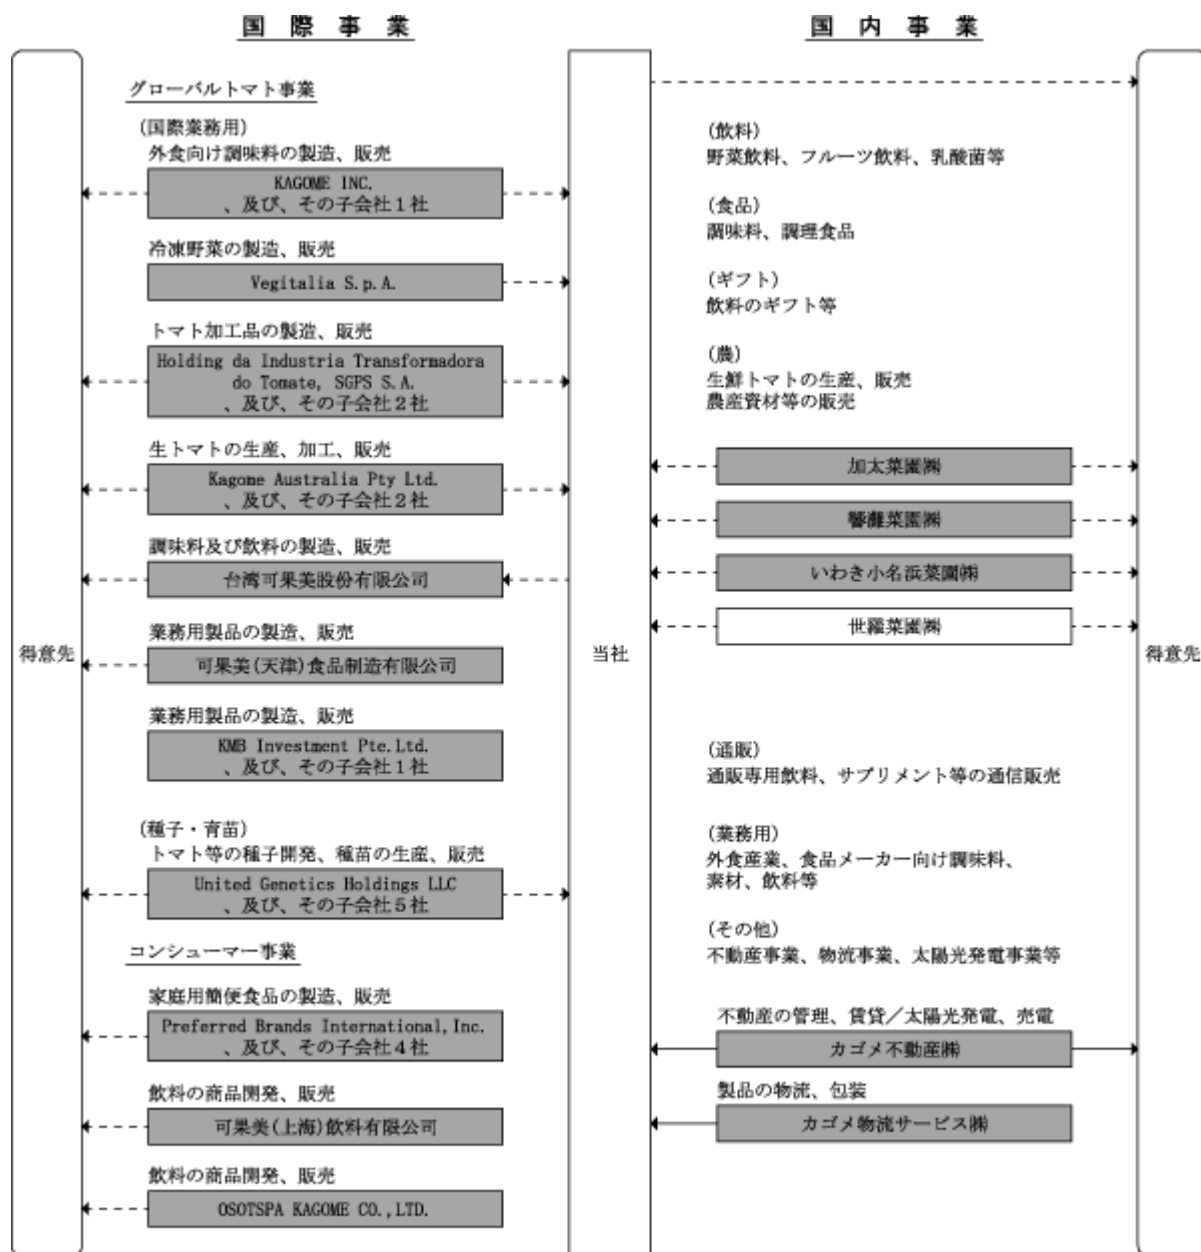 国際事業
グローバルトマト事業
(国際業務用)
外食向け調味料の製造、販売
KAGOME INC.
、及び、その子会社1社
冷凍野菜の製造、販売
Vegitalia S.p.A.
トマト加工品の製造、販売
Holding da Industria Transformadora
do Tomate, SGPS S.A.
、及び、その子会社2社
生トマトの生産、加工、販売
Kagome Australia Pty Ltd.
、及び、その子会社2社
調味料及び飲料の製造、販売
台湾可果美股份有限公司
業務用製品の製造、販売
可果美(天津)食品制造有限公司
業務用製品の製造、販売
KMB Investment Pte.Ltd.
、及び、その子会社1社
(種子・育苗)
トマト等の種子開発、種苗の生産、販売
United Genetics Holdings LLC
、及び、その子会社5社
コンシューマー事業
家庭用簡便食品の製造、販売
Preferred Brands International,Inc.
、及び、その子会社4社
飲料の商品開発、販売
可果美(上海)飲料有限公司
飲料の商品開発、販売
OSOTSPA KAGOME CO.,LTD.
得意先
当社
国内事業
(飲料)
野菜飲料、フルーツ飲料、乳酸菌等
(食品)
調味料、調理食品
(ギフト)
飲料のギフト等
(農)
生鮮トマトの生産、販売
農産資材等の販売
加太菜園㈱
響灘菜園㈱
いわき小名浜菜園㈱
世羅菜園㈱
(通販)
通販専用飲料、サプリメント等の通信販売
(業務用)
外食産業、食品メーカー向け調味料、
素材、飲料等
(その他)
不動産事業、物流事業、太陽光発電事業等
不動産の管理、賃貸／太陽光発電、売電
カゴメ不動産㈱
製品の物流、包装
カゴメ物流サービス㈱
得意先